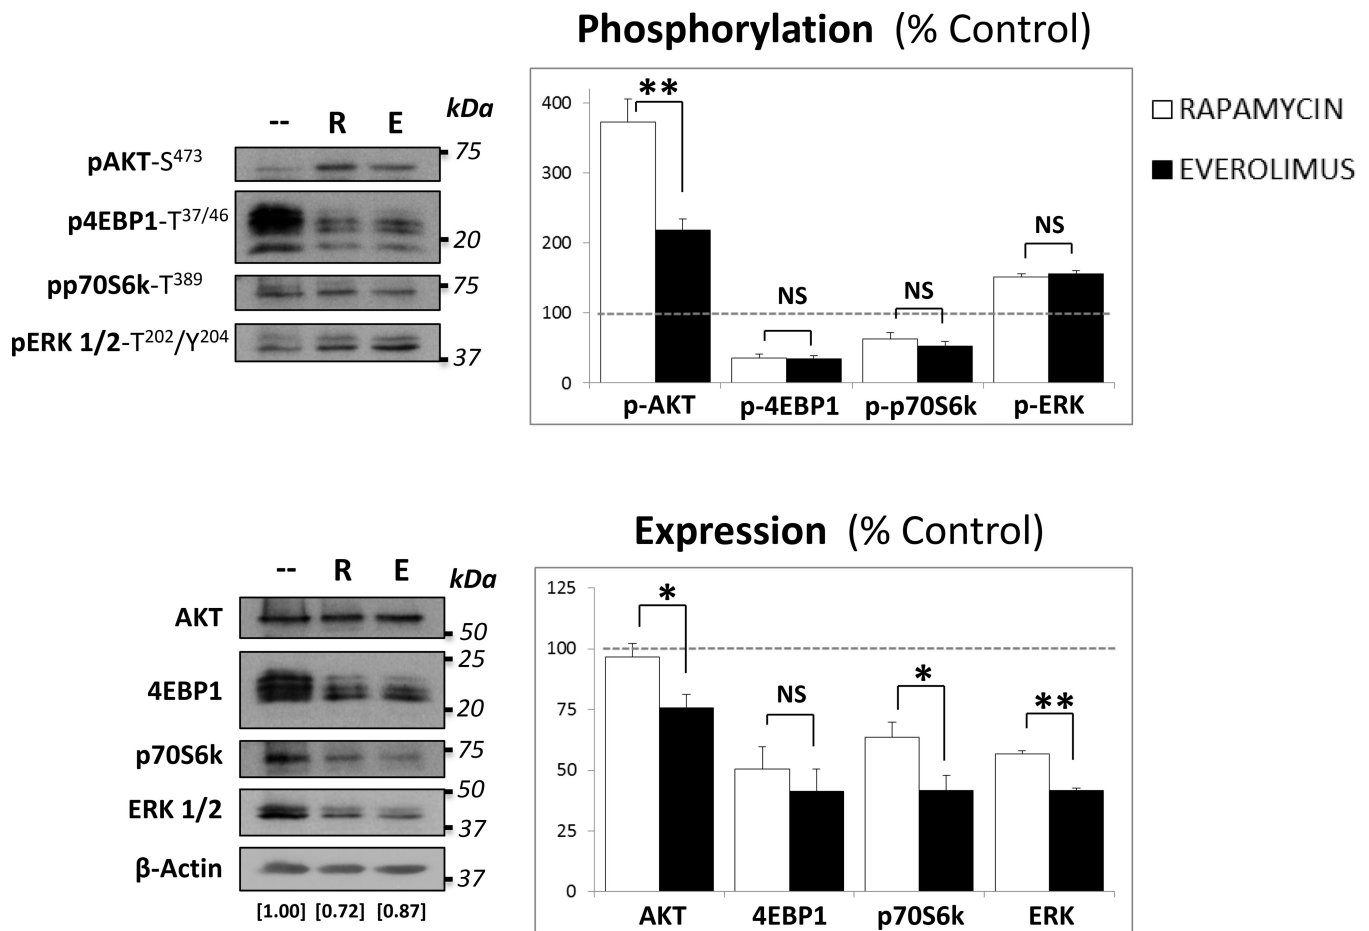 Phosphorylation (% Control)
kDa
-- R E
pAKT-S473
75
p4EBP1-T37/46
20
pp70S6k-T389
75
pERK 1/2-T202/Y204
37
400
300
200
100
0
**
NS
NS
NS
p-AKT p-4EBP1 p-p70S6k p-ERK
RAPAMYCIN
EVEROLIMUS
Expression (% Control)
-- R E
kDa
AKT
50
4EBP1
25
20
p70S6k
75
ERK 1/2
50
37
β-Actin
37
[1.00] [0.72] [0.87]
125
100
75
50
25
0
*
NS
*
**
AKT 4EBP1 p70S6k ERK